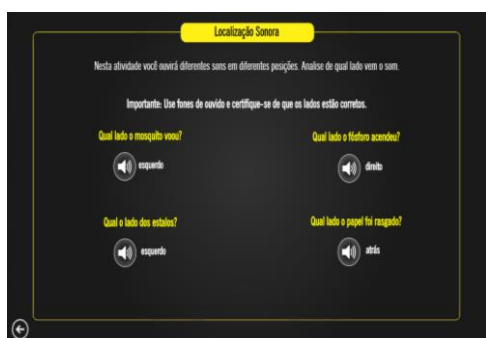 Localização Sonora
Nesta atividade você ouvirá diferentes sons em diferentes posições. Analise de qual lado vem o som.
Importante: Use fones de ouvido e certifique-se de que os lados estão corretos.
Qual lado o mosquito voou?
esquerdo
Qual lado o fósforo acendeu?
direito
Qual o lado dos estalos?
esquerdo
Qual lado o papel foi rasgado?
atrás